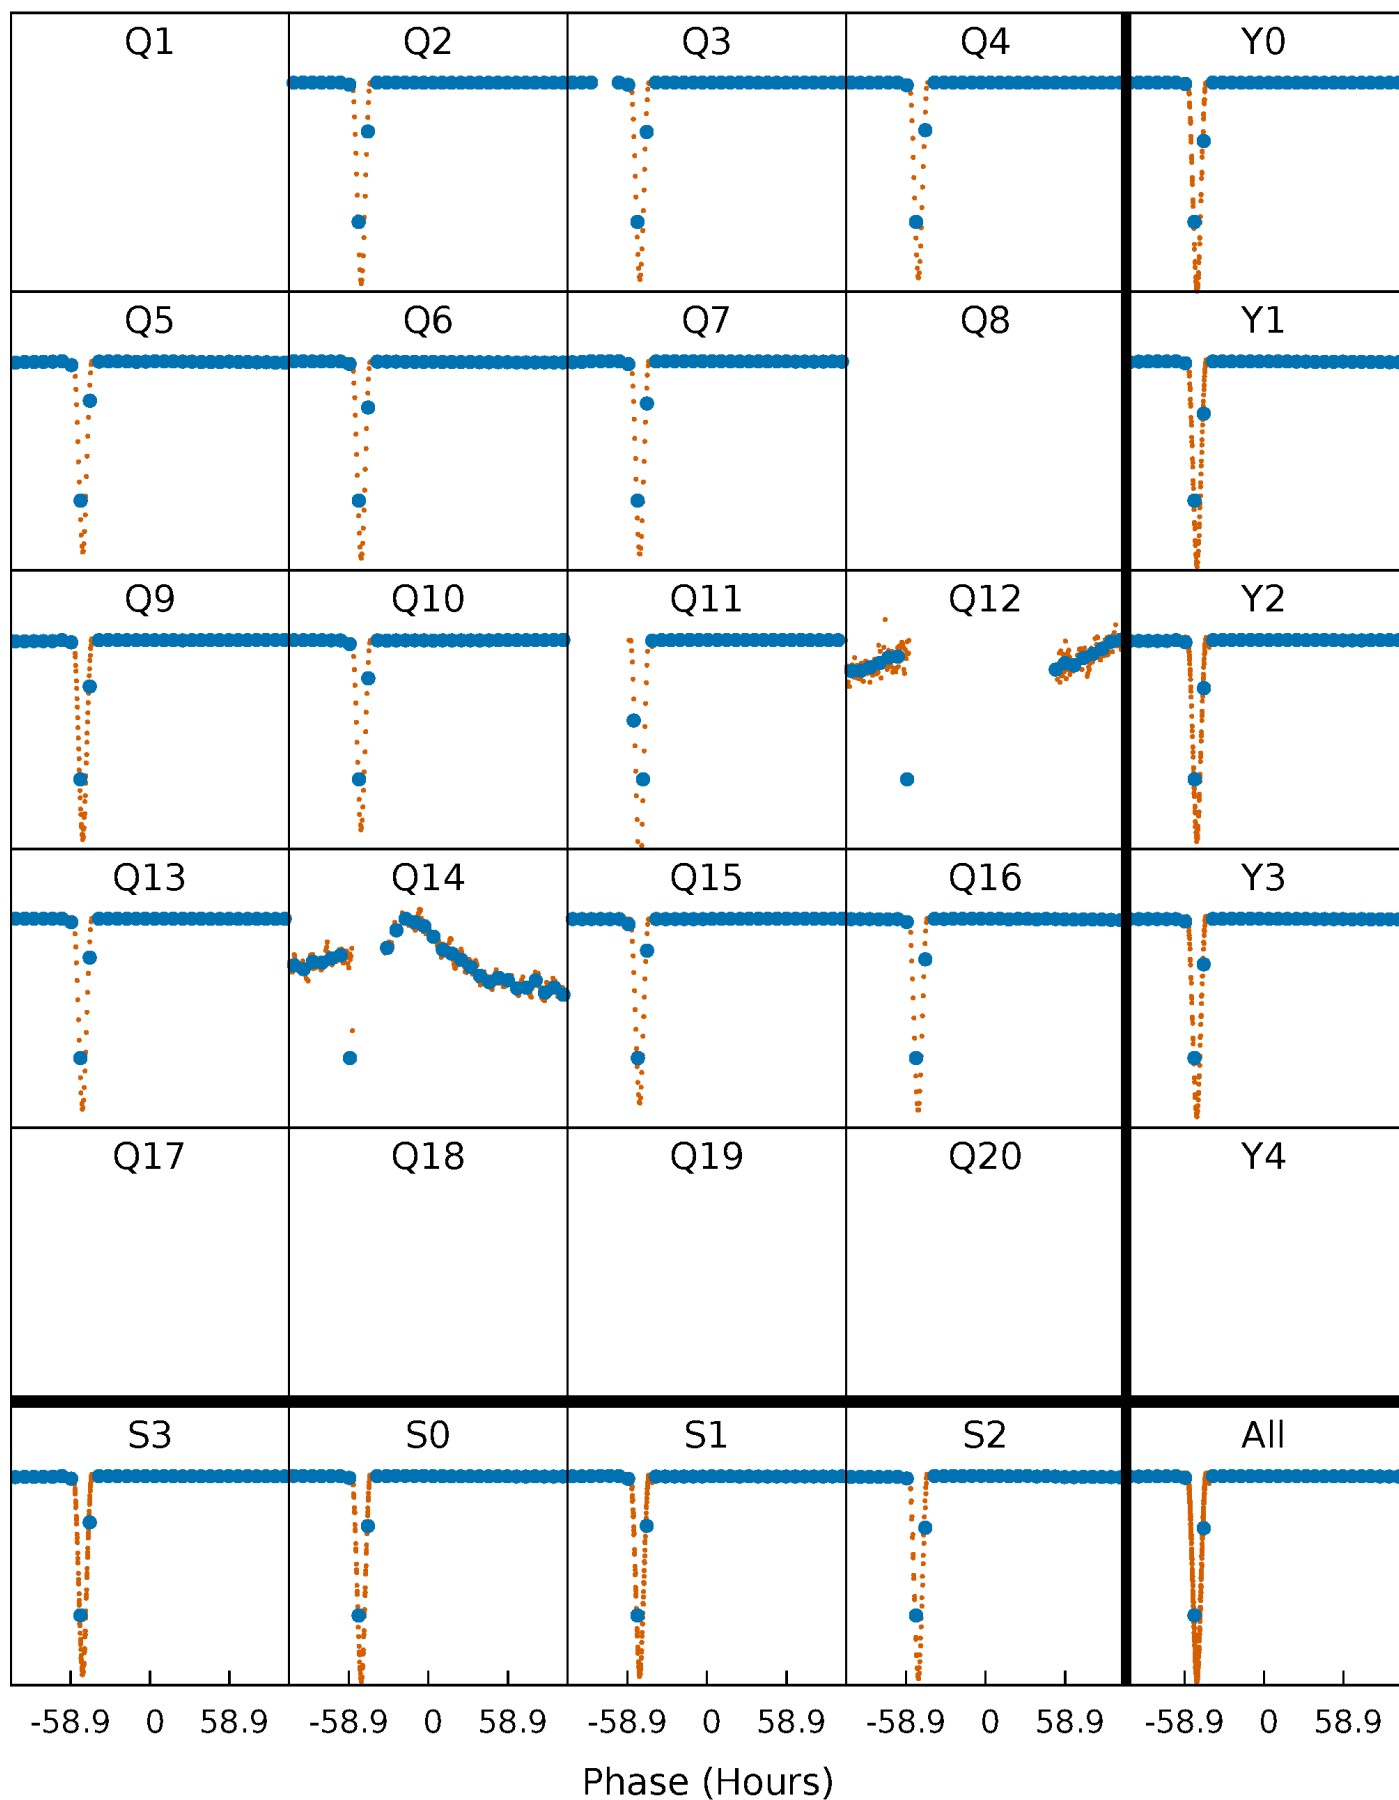 Q1 Q2 Q3 Q4 Y0
Q5 Q6 Q7 Q8 Y1
Q9 Q10 Q11 Q12 Y2
Q13 Q14 Q15 Q16 Y3
Q17 Q18 Q19 Q20 Y4
S3 S0 S1 S2 All
-58.9 0 58.9 -58.9 0 58.9 -58.9 0 58.9 -58.9 0 58.9 -58.9 0 58.9
Phase (Hours)